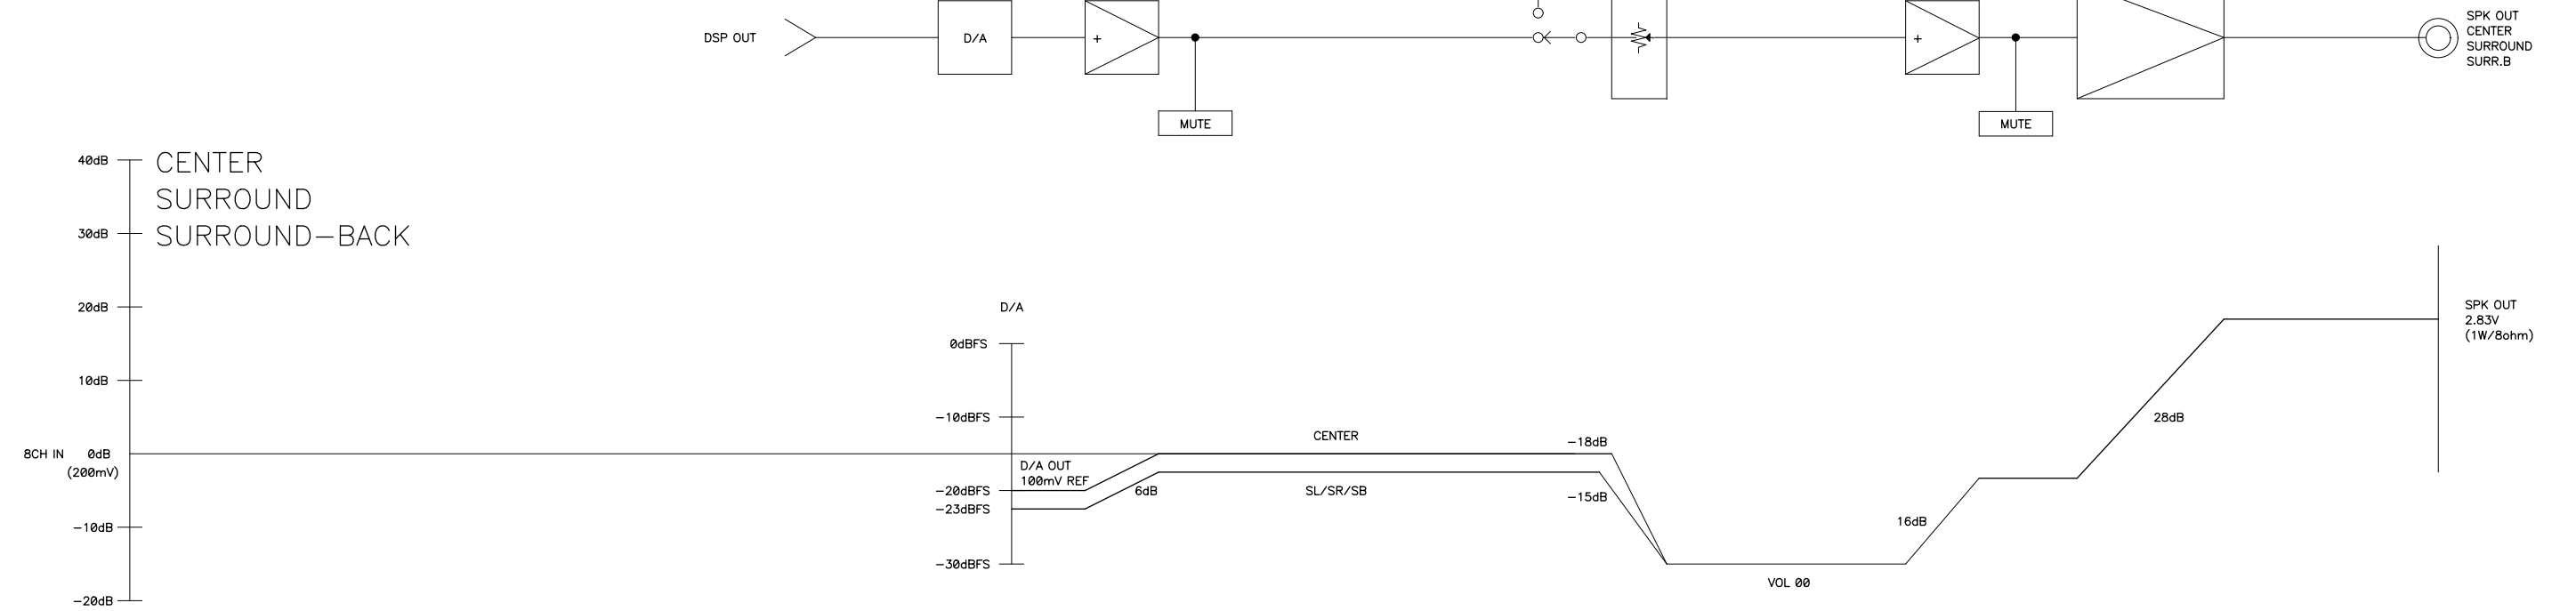 DSP OUT
D/A
+
MUTE
+
MUTE
SPK OUT
CENTER
SURROUND
SURR.B
40dB
30dB
20dB
10dB
8CH IN 0dB
(200mV)
-10dB
-20dB
CENTER
SURROUND
SURROUND-BACK
D/A
0dBFS
-10dBFS
-20dBFS
-23dBFS
-30dBFS
D/A OUT
100mV REF
6dB
CENTER
SL/SR/SB
-18dB
-15dB
VOL 00
16dB
28dB
SPK OUT
2.83V
(1W/8ohm)